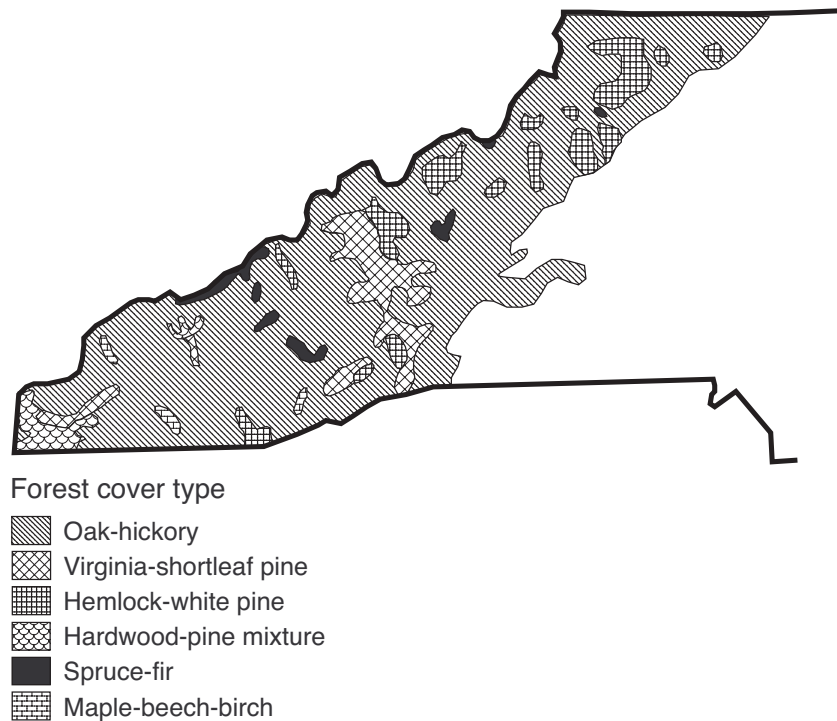 Forest cover type
Oak-hickory
Virginia-shortleaf pine
Hemlock-white pine
Hardwood-pine mixture
Spruce-fir
Maple-beech-birch